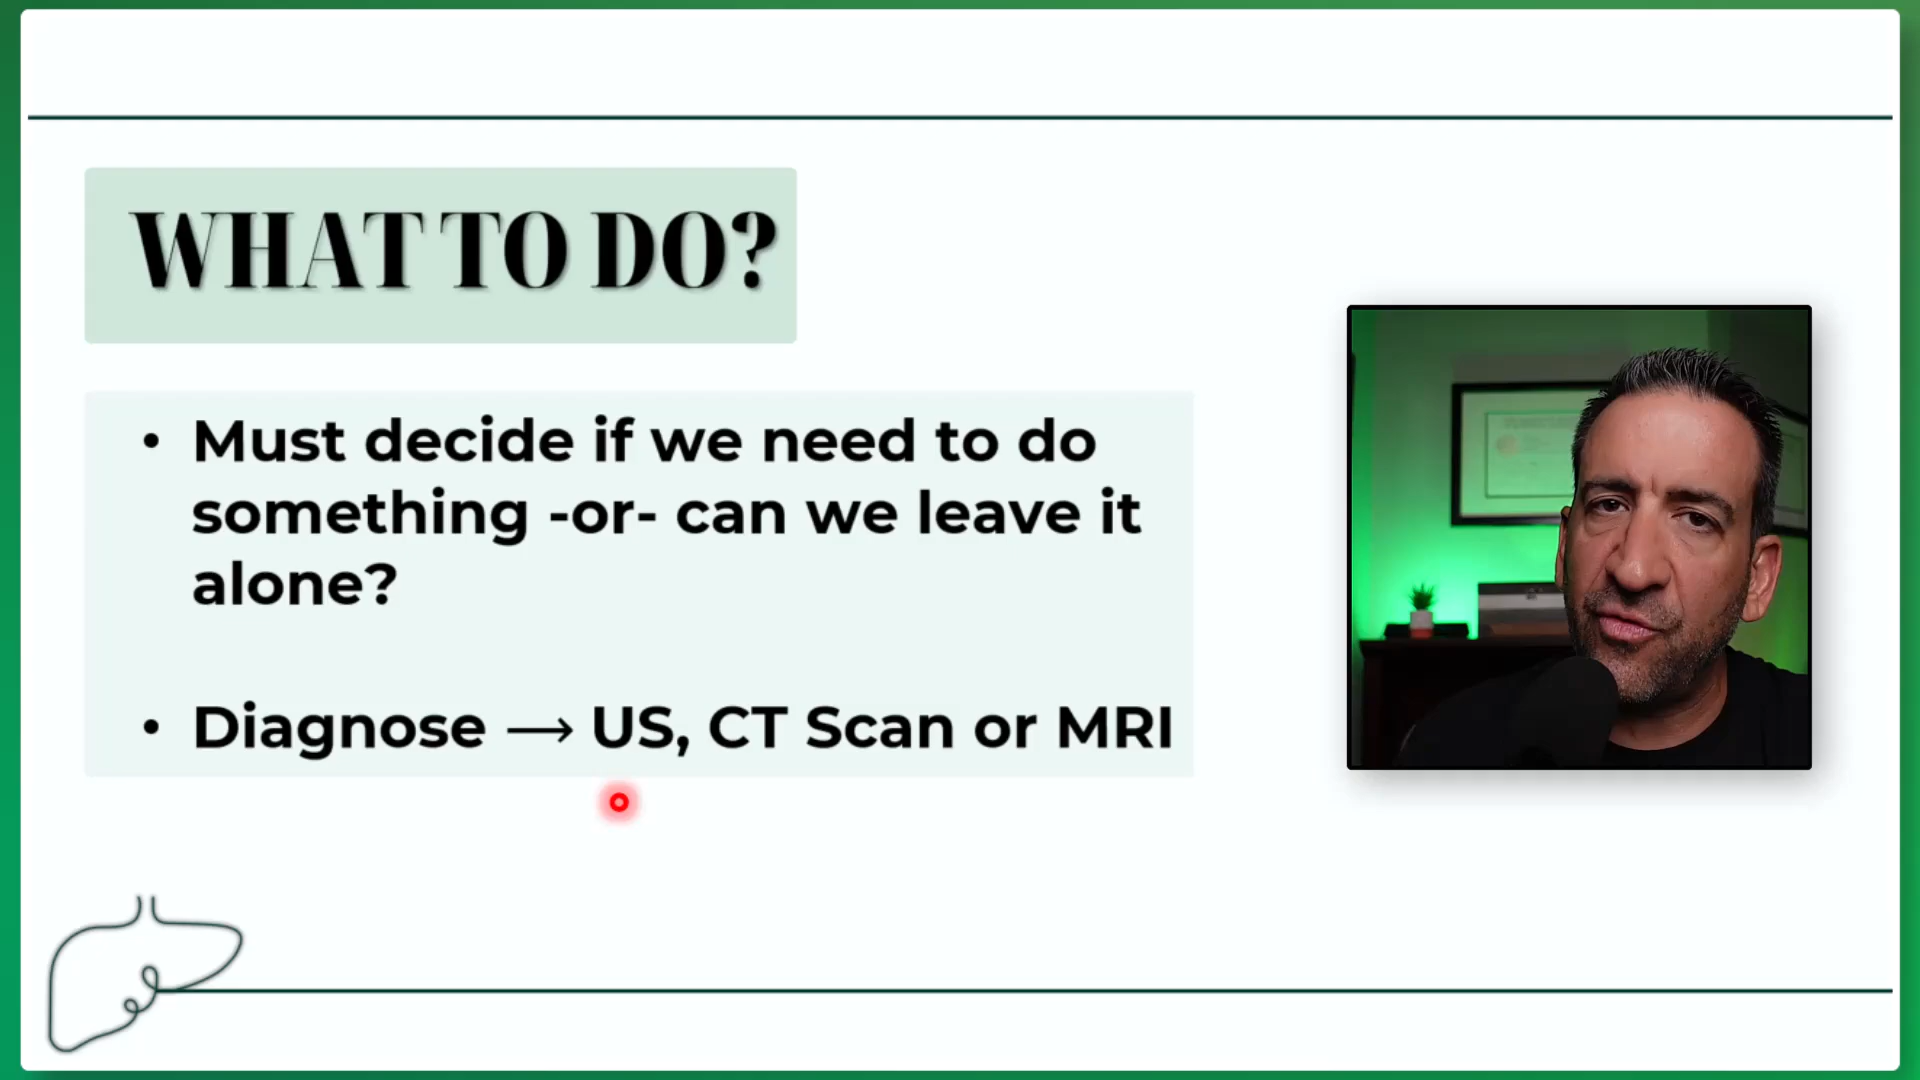 WHAT TO DO?
• Must decide if we need to do
something -or- can we leave it
alone?
• Diagnose → US, CT Scan or MRI